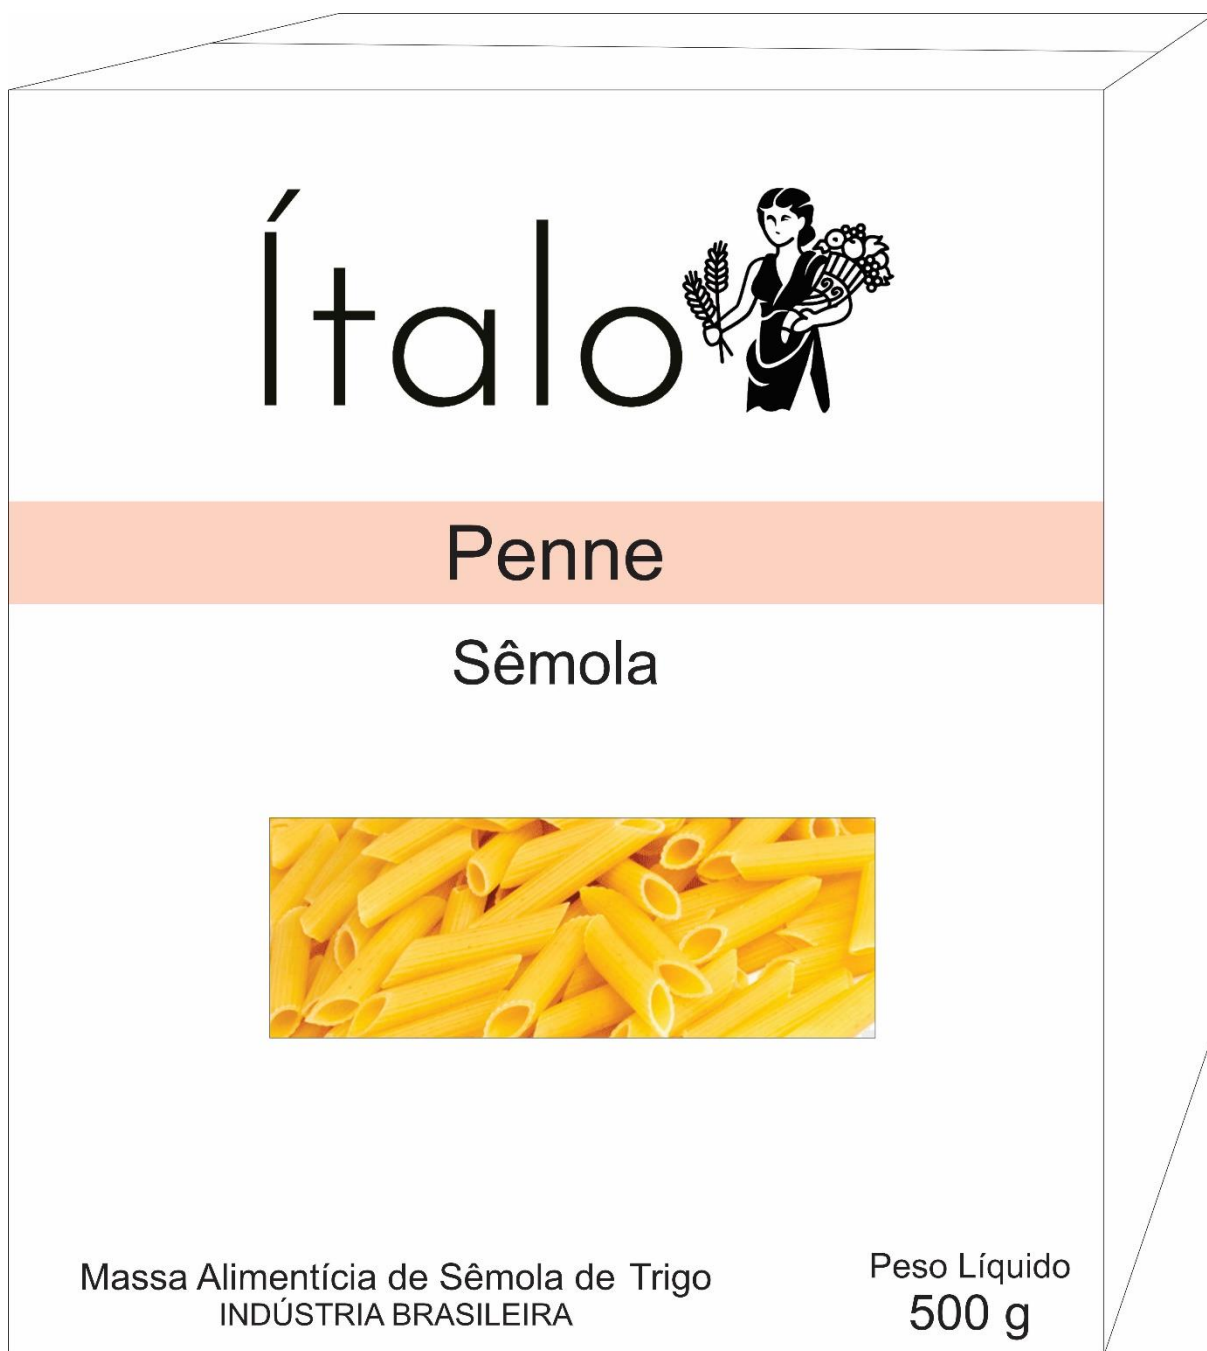 Ítalo
Penne
Sêmola
Massa Alimentícia de Sêmola de Trigo
INDÚSTRIA BRASILEIRA
Peso Líquido
500 g